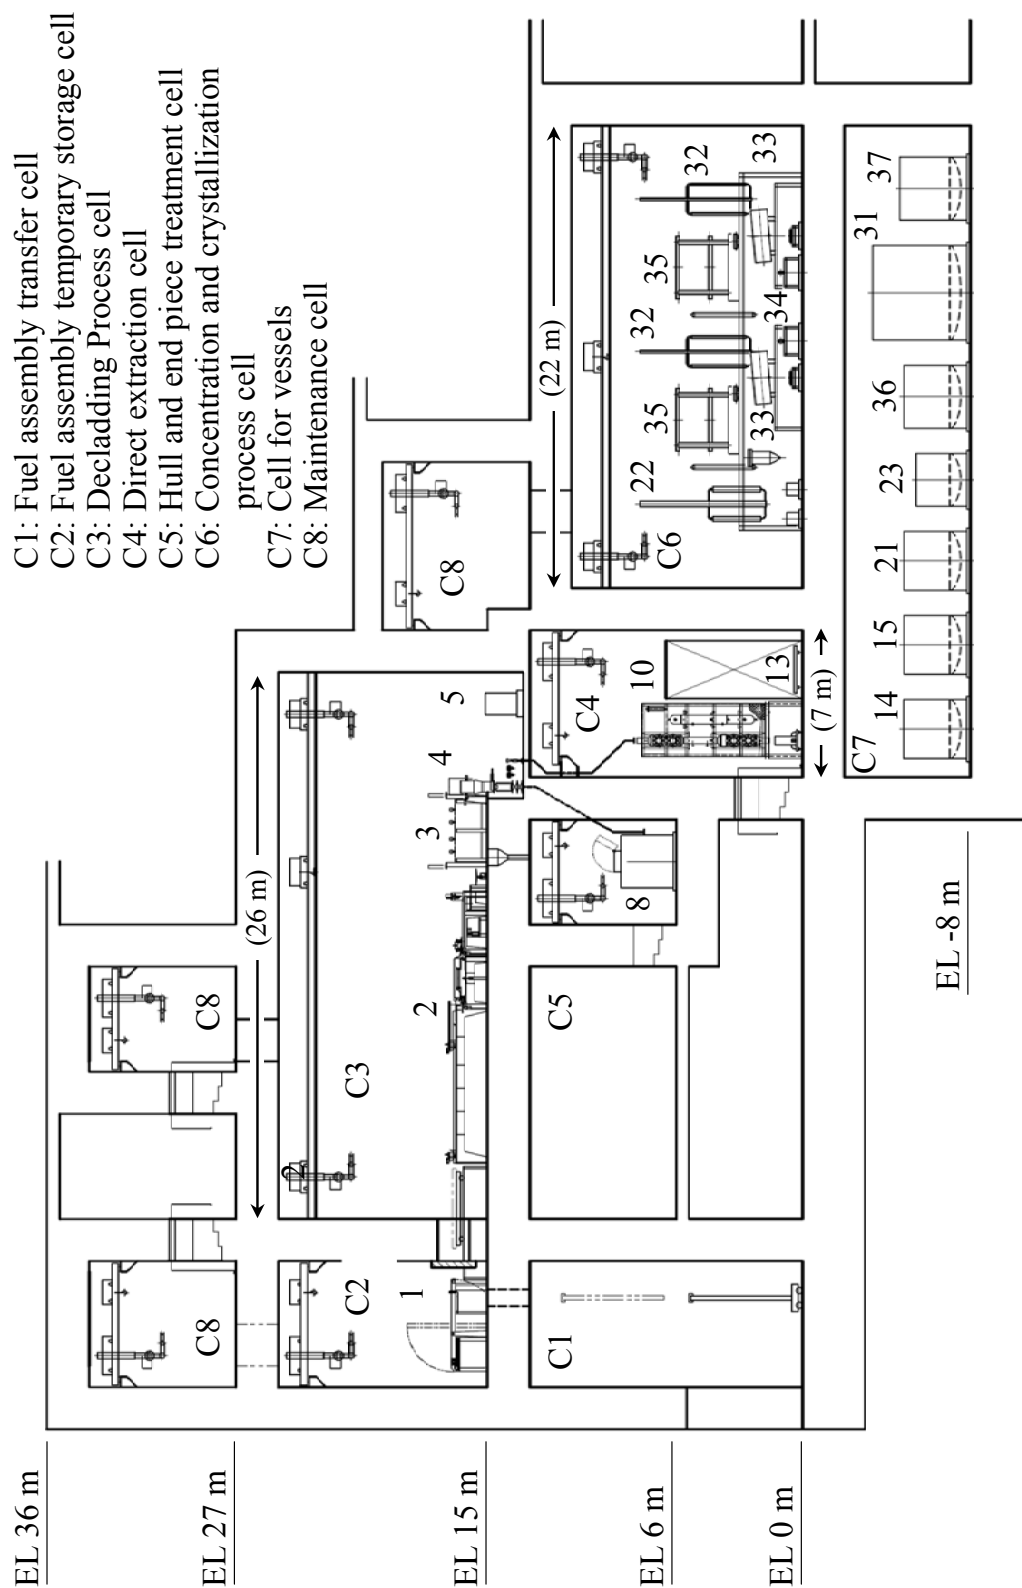 C1: Fuel assembly transfer cell
C2: Fuel assembly temporary storage cell
C3: Decladding Process cell
C4: Direct extraction cell
C5: Hull and end piece treatment cell
C6: Concentration and crystallization
process cell
C7: Cell for vessels
C8: Maintenance cell
EL 36 m
EL 27 m
EL 15 m
EL 6 m
EL 0 m
EL -8 m
C8
C8
C8
(26 m)
2
C2
C3
1
2
3
4
5
C1
C5
8
C4
10
13
(7 m)
(22 m)
C6
22
35
32
35
32
33
34
33
C7
14
15
21
23
36
31
37